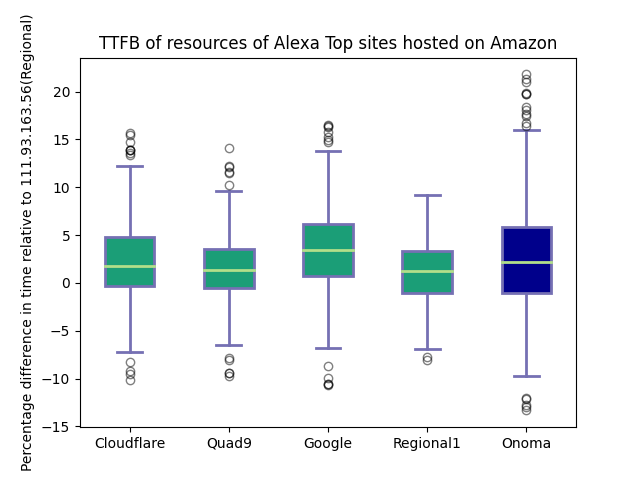 TTFB of resources of Alexa Top sites hosted on Amazon
Percentage difference in time relative to 111.93.163.56(Regional)
20
15
10
5
0
−5
−10
−15
Cloudflare Quad9 Google Regional1 Onoma